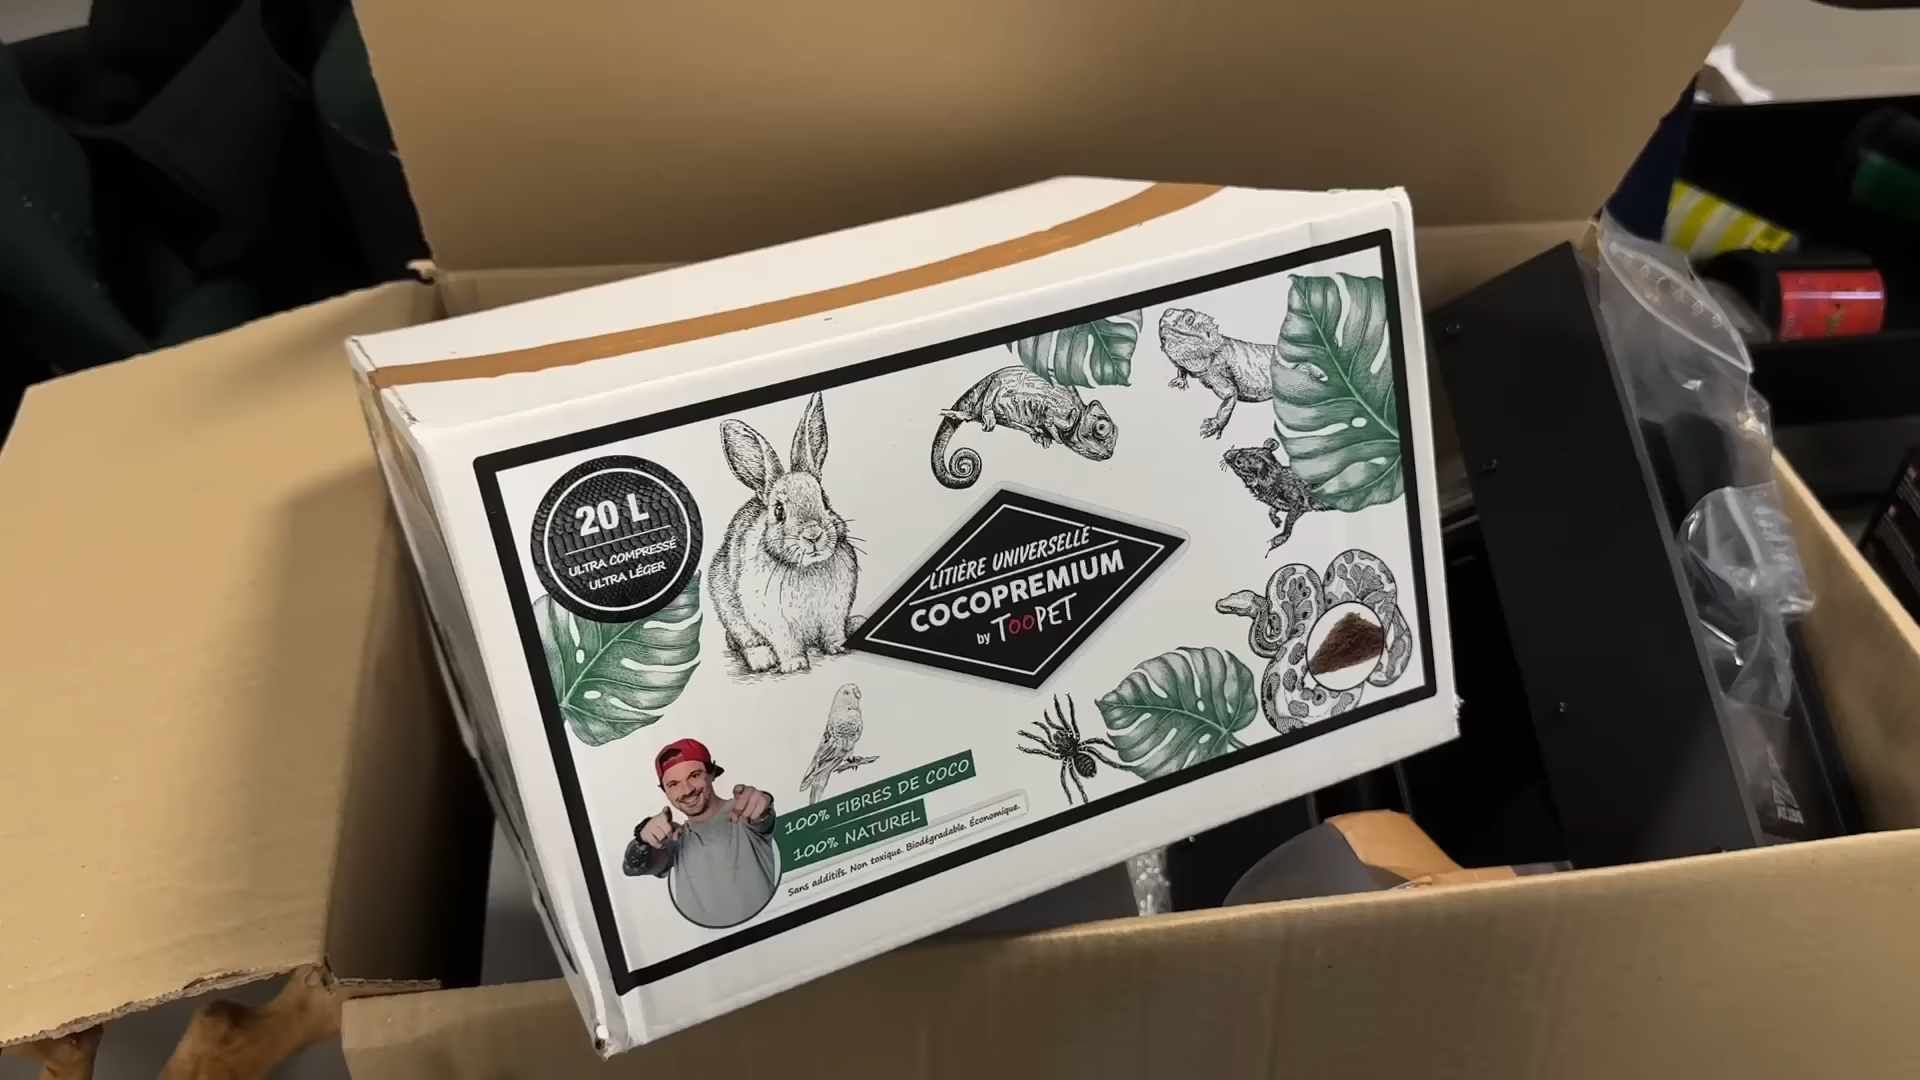 20 L
ULTRA COMPRESSÉ
ULTRA LÉGER
LITIÈRE UNIVERSELLE
COCOPREMIUM
by TOOPET
100% FIBRES DE COCO
100% NATUREL
Sans additifs. Non toxique. Biodégradable. Économique.